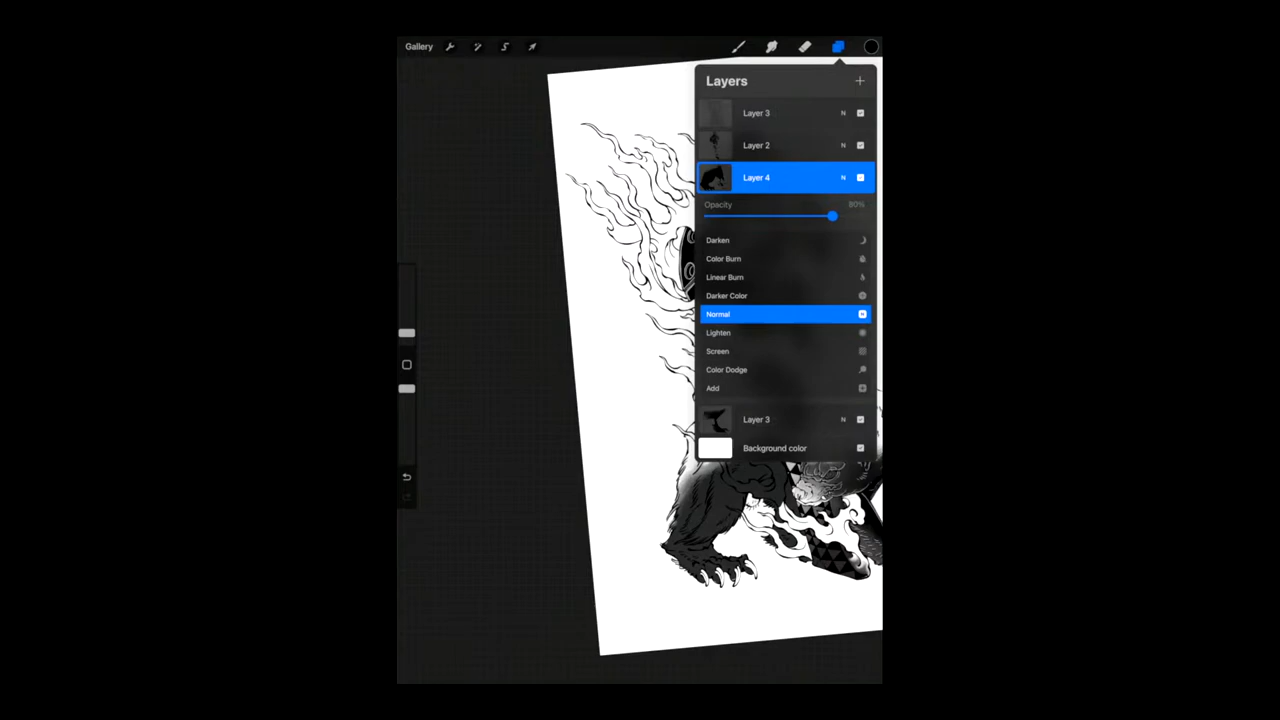 Gallery
Layers
Layer 3 N
Layer 2 N
Layer 4 N
Opacity 80%
Darken
Color Burn
Linear Burn
Darker Color
Normal N
Lighten
Screen
Color Dodge
Add
Layer 3 N
Background color